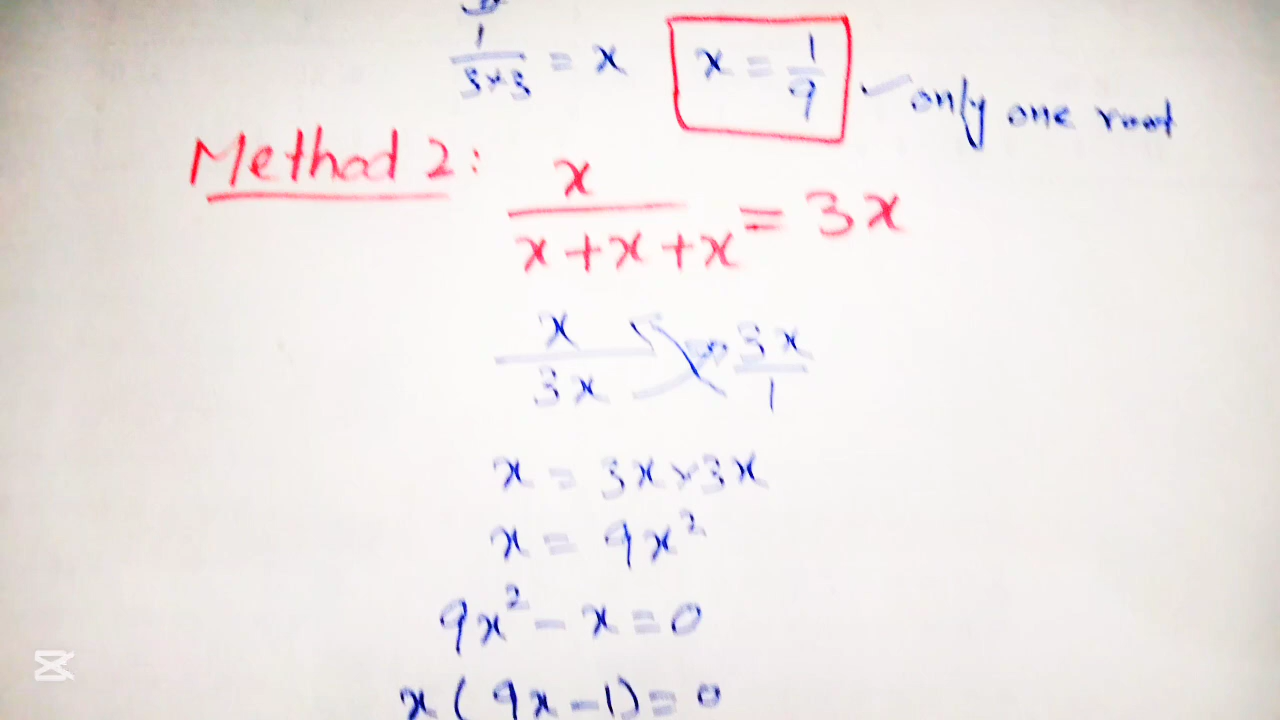 1/(3×3) = x   x = 1/9 ✓ only one root
Method 2: x/(x+x+x) = 3x
x/3x = 3x/1
x = 3x×3x
x = 9x²
9x² - x = 0
x(9x-1) = 0